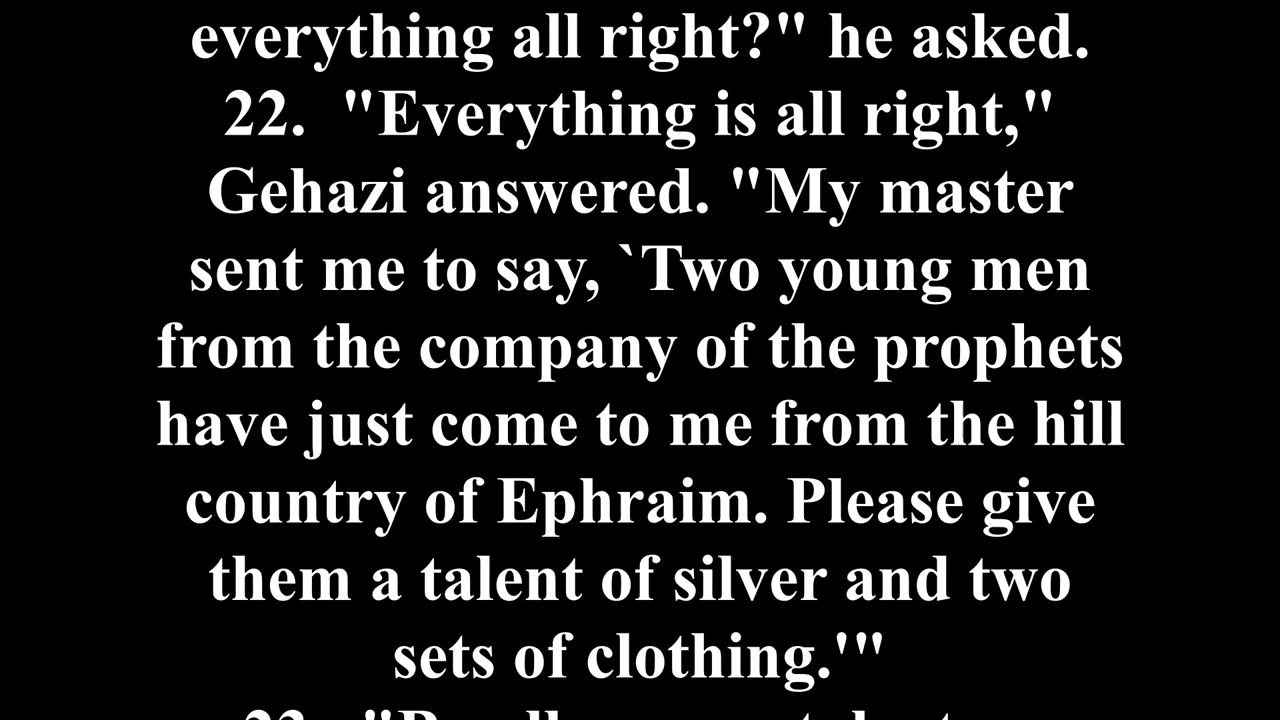 everything all right?" he asked.
22.  "Everything is all right,"
Gehazi answered. "My master
sent me to say, `Two young men
from the company of the prophets
have just come to me from the hill
country of Ephraim. Please give
them a talent of silver and two
sets of clothing.'"